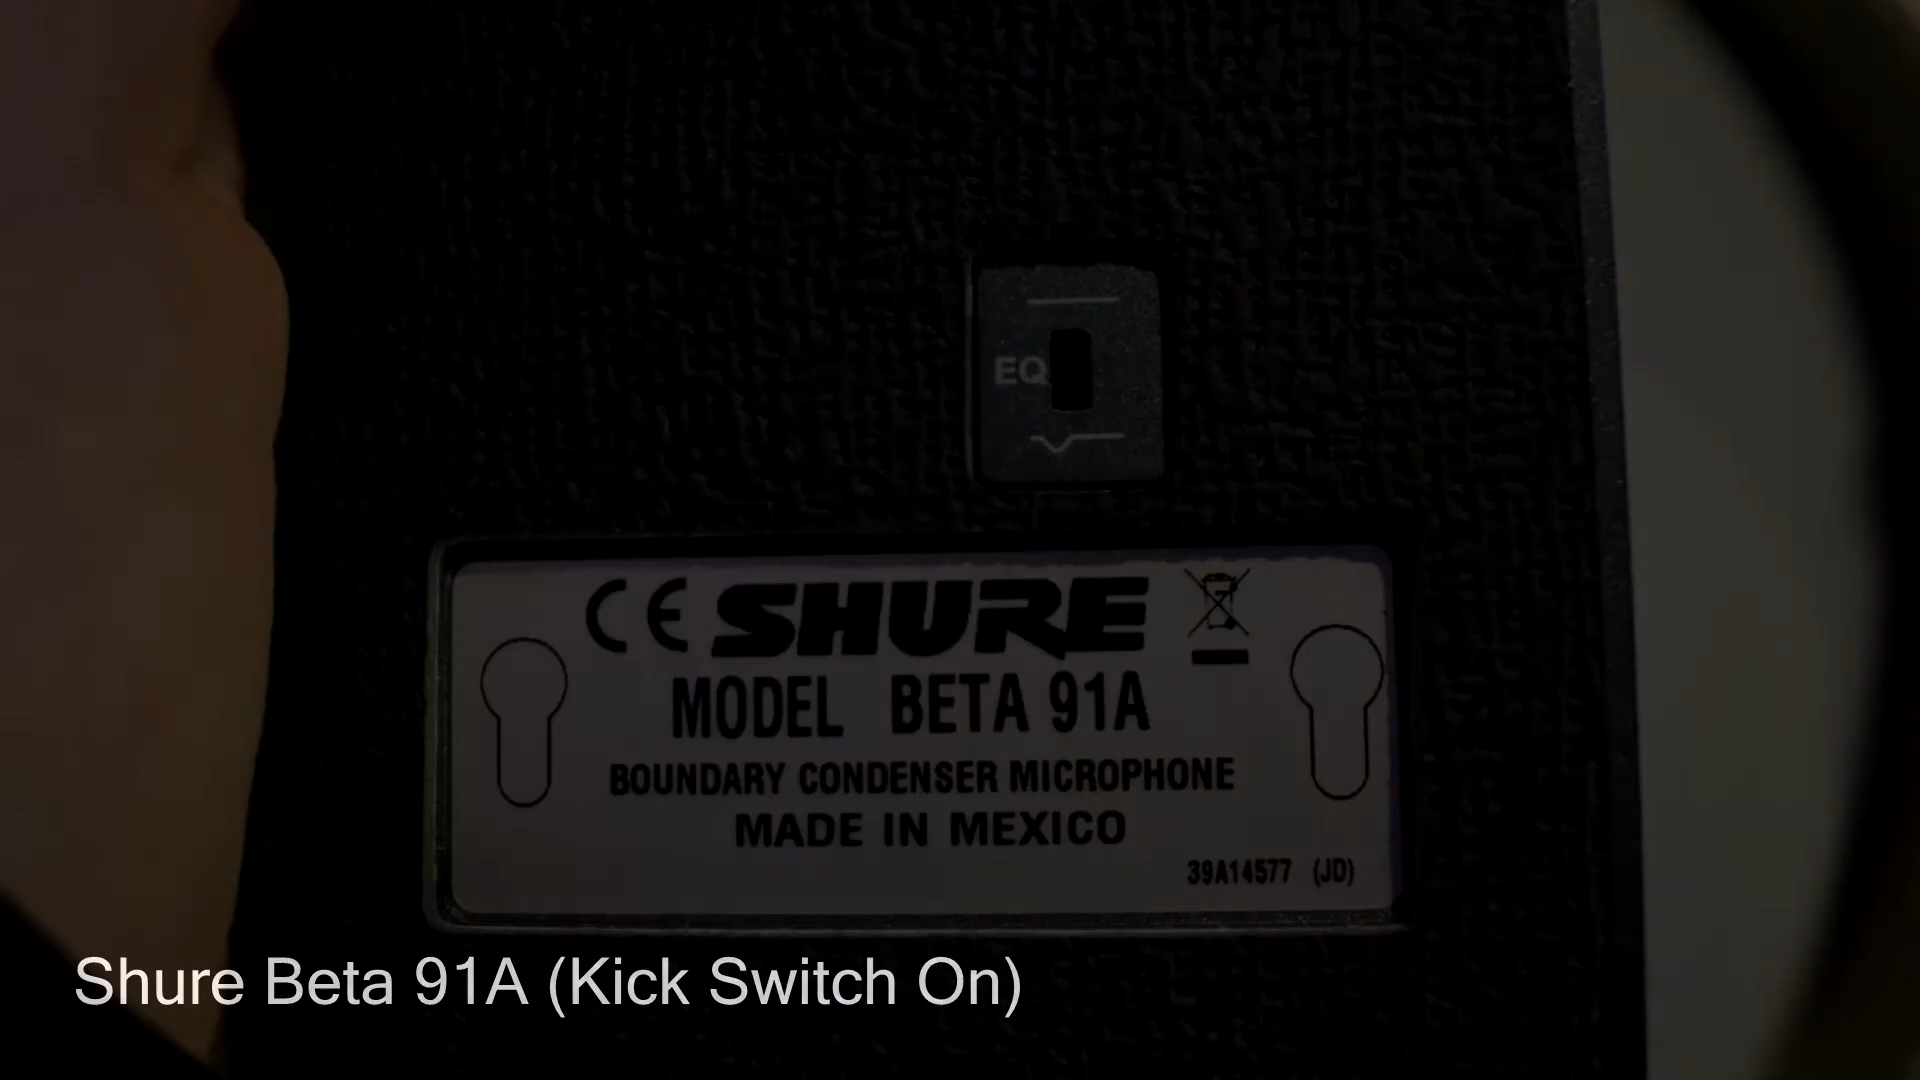 EQ
CE SHURE
MODEL BETA 91A
BOUNDARY CONDENSER MICROPHONE
MADE IN MEXICO
39A14577 (JD)
Shure Beta 91A (Kick Switch On)